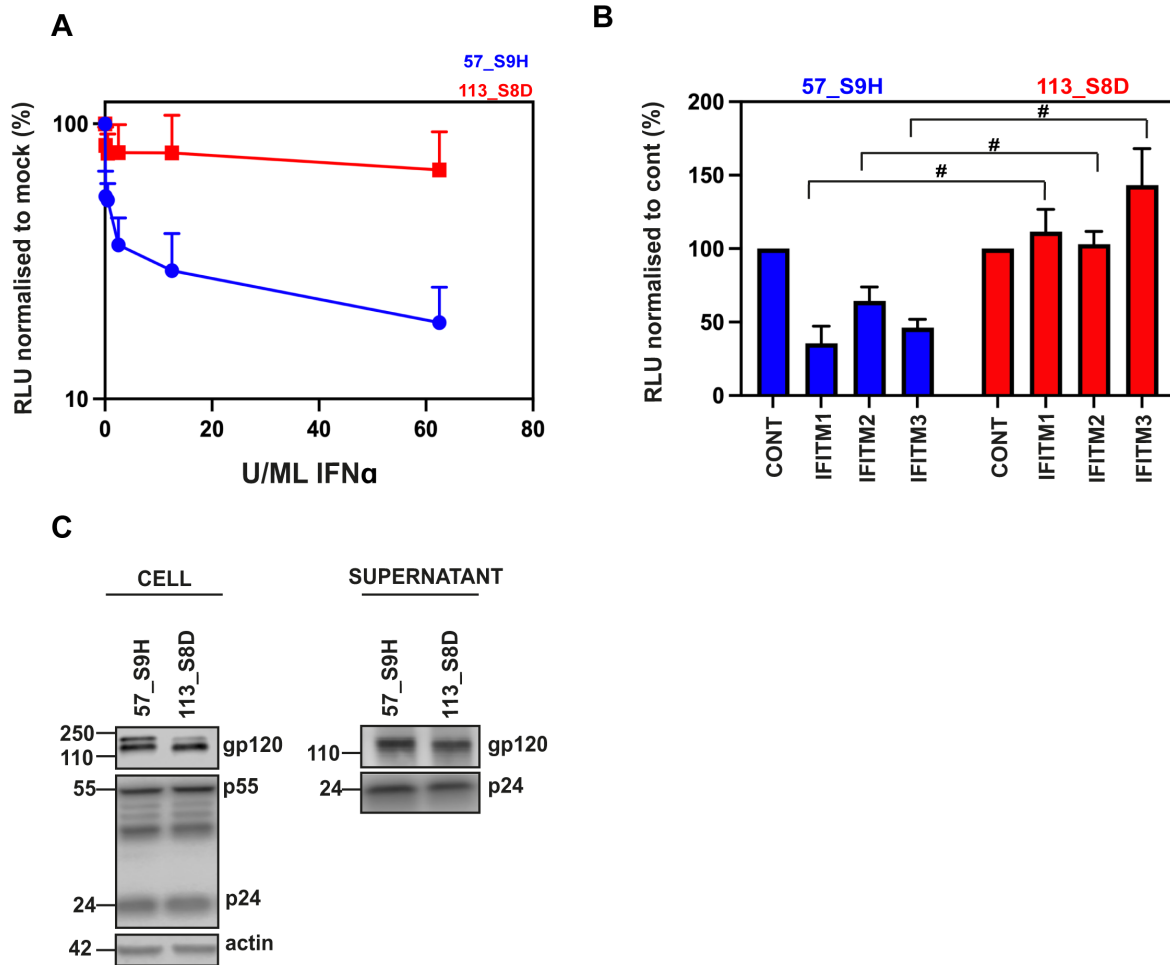 A
57_S9H
113_S8D
RLU normalised to mock (%)
100
10
0
20
40
60
80
U/ML IFNα
B
57_S9H
113_S8D
RLU normalised to cont (%)
200
150
100
50
0
#
#
#
CONT
IFITM1
IFITM2
IFITM3
CONT
IFITM1
IFITM2
IFITM3
C
CELL
SUPERNATANT
57_S9H
113_S8D
57_S9H
113_S8D
250
110
gp120
55
p55
24
p24
42
actin
110
gp120
24
p24